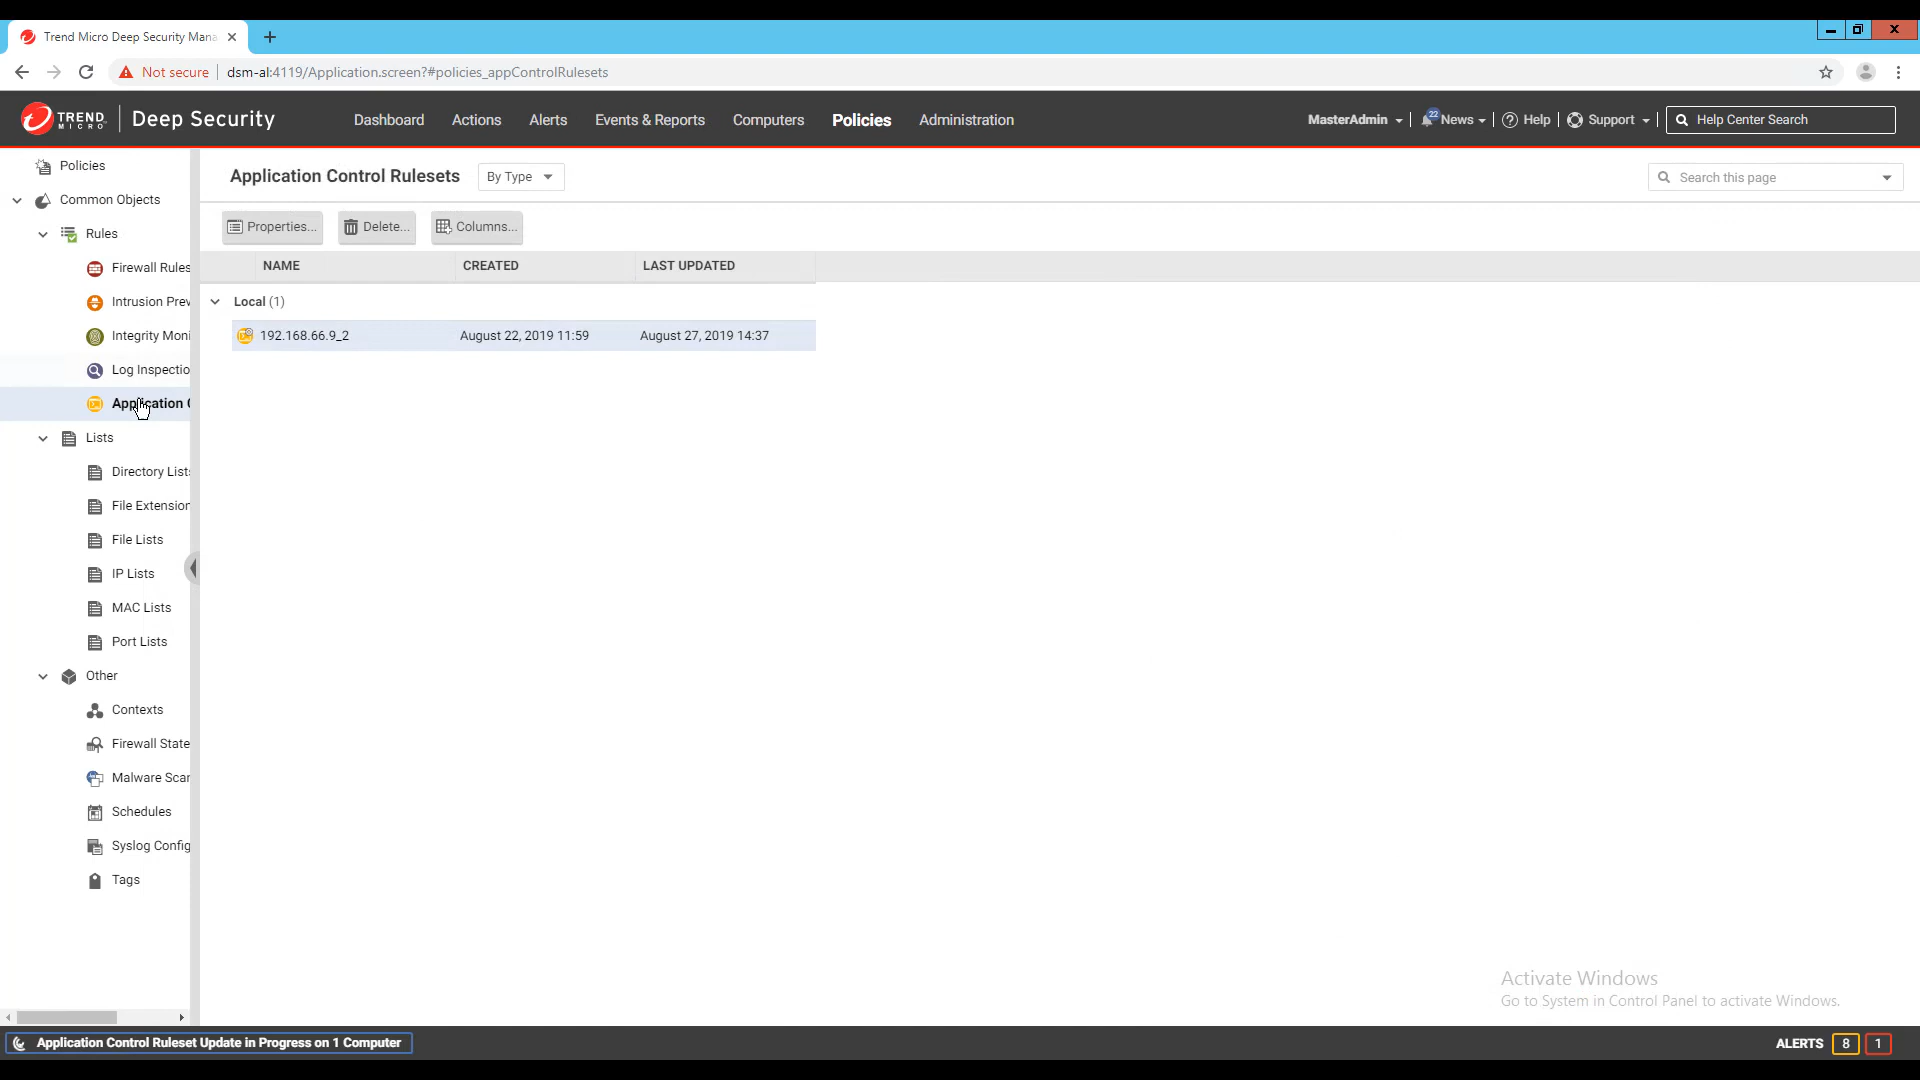 Trend Micro Deep Security Mana
Not secure dsm-al:4119/Application.screen?#policies_appControlRulesets
TREND MICRO Deep Security Dashboard Actions Alerts Events & Reports Computers Policies Administration MasterAdmin 22 News Help Support Help Center Search
Policies
Common Objects
Rules
Firewall Rules
Intrusion Prev
Integrity Moni
Log Inspectio
Application C
Lists
Directory Lists
File Extension
File Lists
IP Lists
MAC Lists
Port Lists
Other
Contexts
Firewall State
Malware Scan
Schedules
Syslog Config
Tags
Application Control Rulesets By Type Search this page
Properties... Delete... Columns...
NAME CREATED LAST UPDATED
Local (1)
192.168.66.9_2 August 22, 2019 11:59 August 27, 2019 14:37
Activate Windows
Go to System in Control Panel to activate Windows.
Application Control Ruleset Update in Progress on 1 Computer ALERTS 8 1